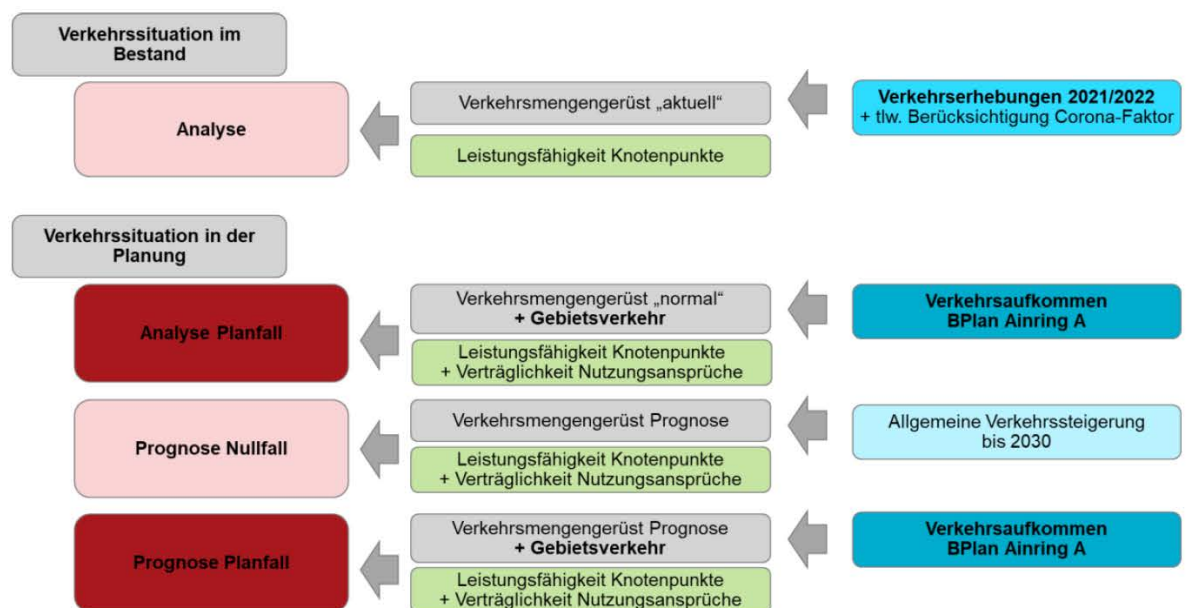 Verkehrssituation im
Bestand
Analyse
Verkehrsmengengerüst „aktuell“
Leistungsfähigkeit Knotenpunkte
Verkehrserhebungen 2021/2022
+ tlw. Berücksichtigung Corona-Faktor
Verkehrssituation in der
Planung
Analyse Planfall
Verkehrsmengengerüst „normal“
+ Gebietsverkehr
Leistungsfähigkeit Knotenpunkte
+ Verträglichkeit Nutzungsansprüche
Verkehrsaufkommen
BPlan Ainring A
Prognose Nullfall
Verkehrsmengengerüst Prognose
Leistungsfähigkeit Knotenpunkte
+ Verträglichkeit Nutzungsansprüche
Allgemeine Verkehrssteigerung
bis 2030
Prognose Planfall
Verkehrsmengengerüst Prognose
+ Gebietsverkehr
Leistungsfähigkeit Knotenpunkte
+ Verträglichkeit Nutzungsansprüche
Verkehrsaufkommen
BPlan Ainring A